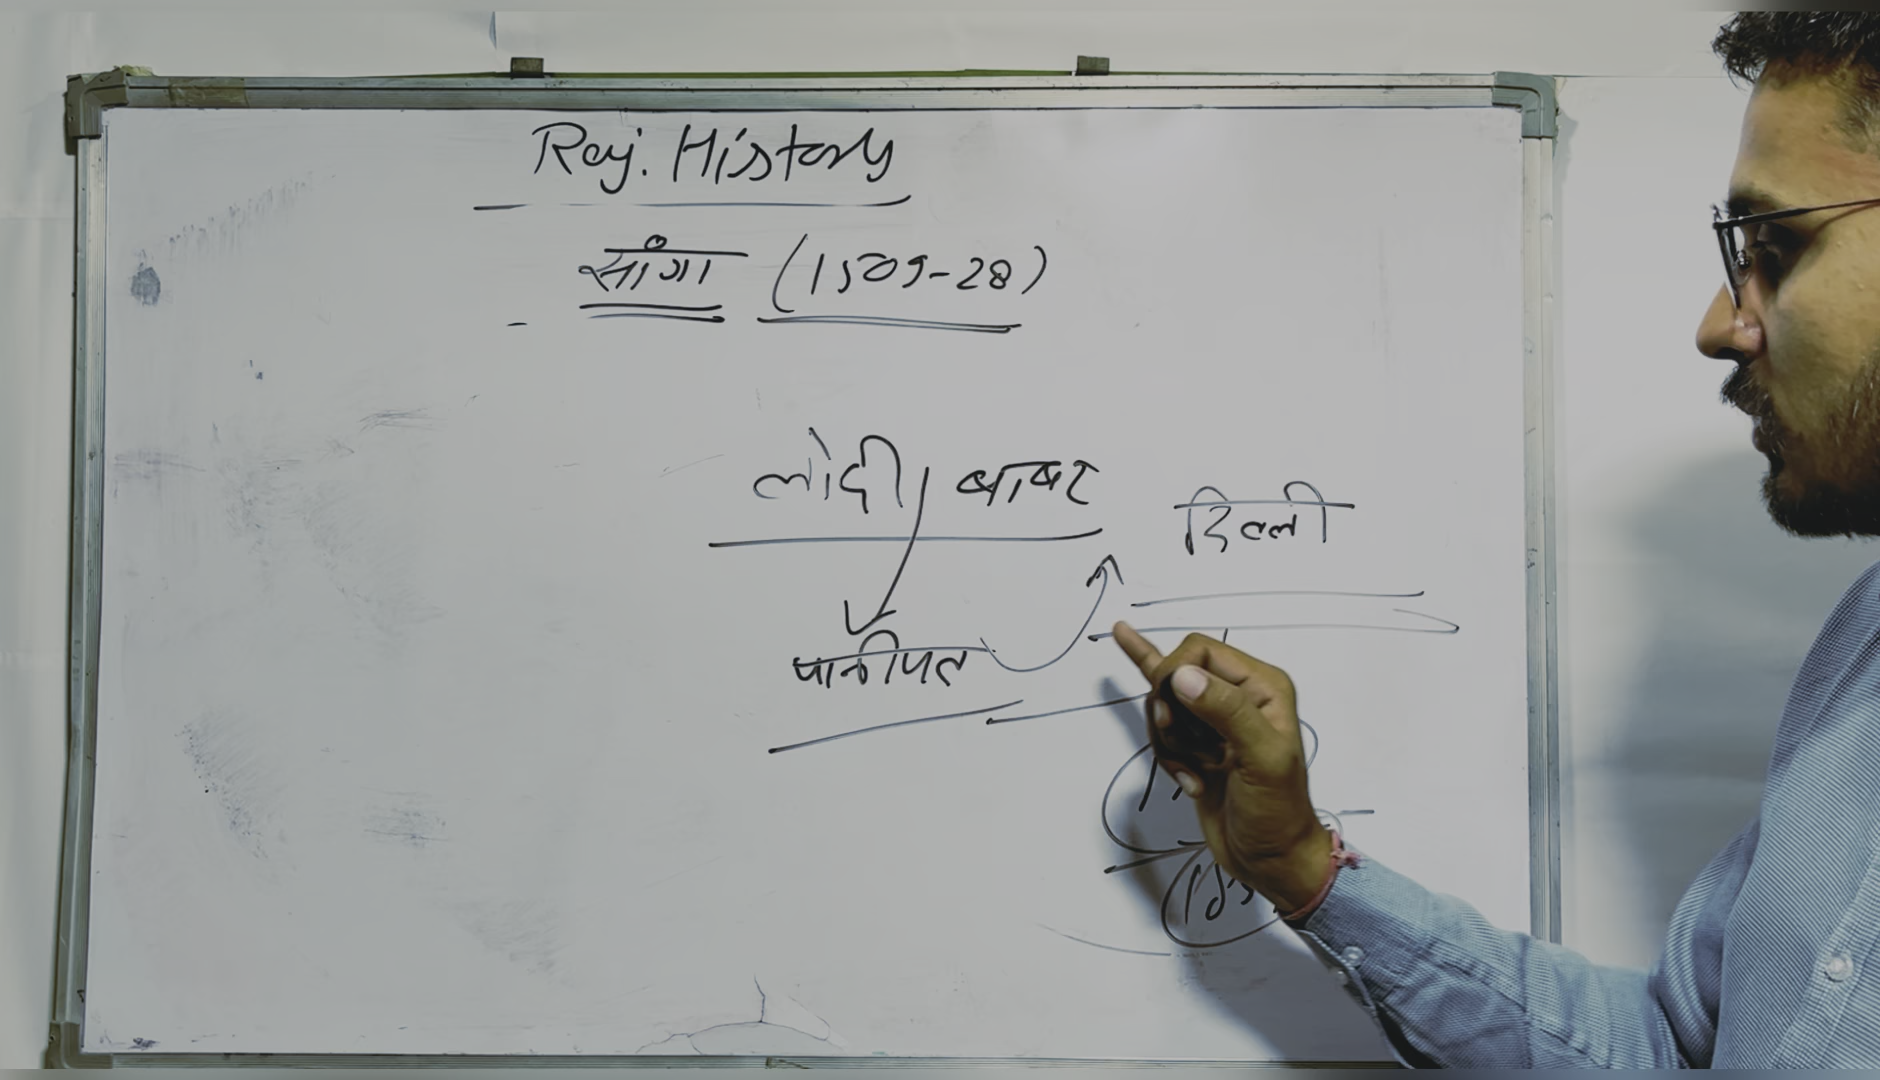 Raj. History
सांगा (1509-28)
लोदी / बाबर
दिल्ली
पानीपत